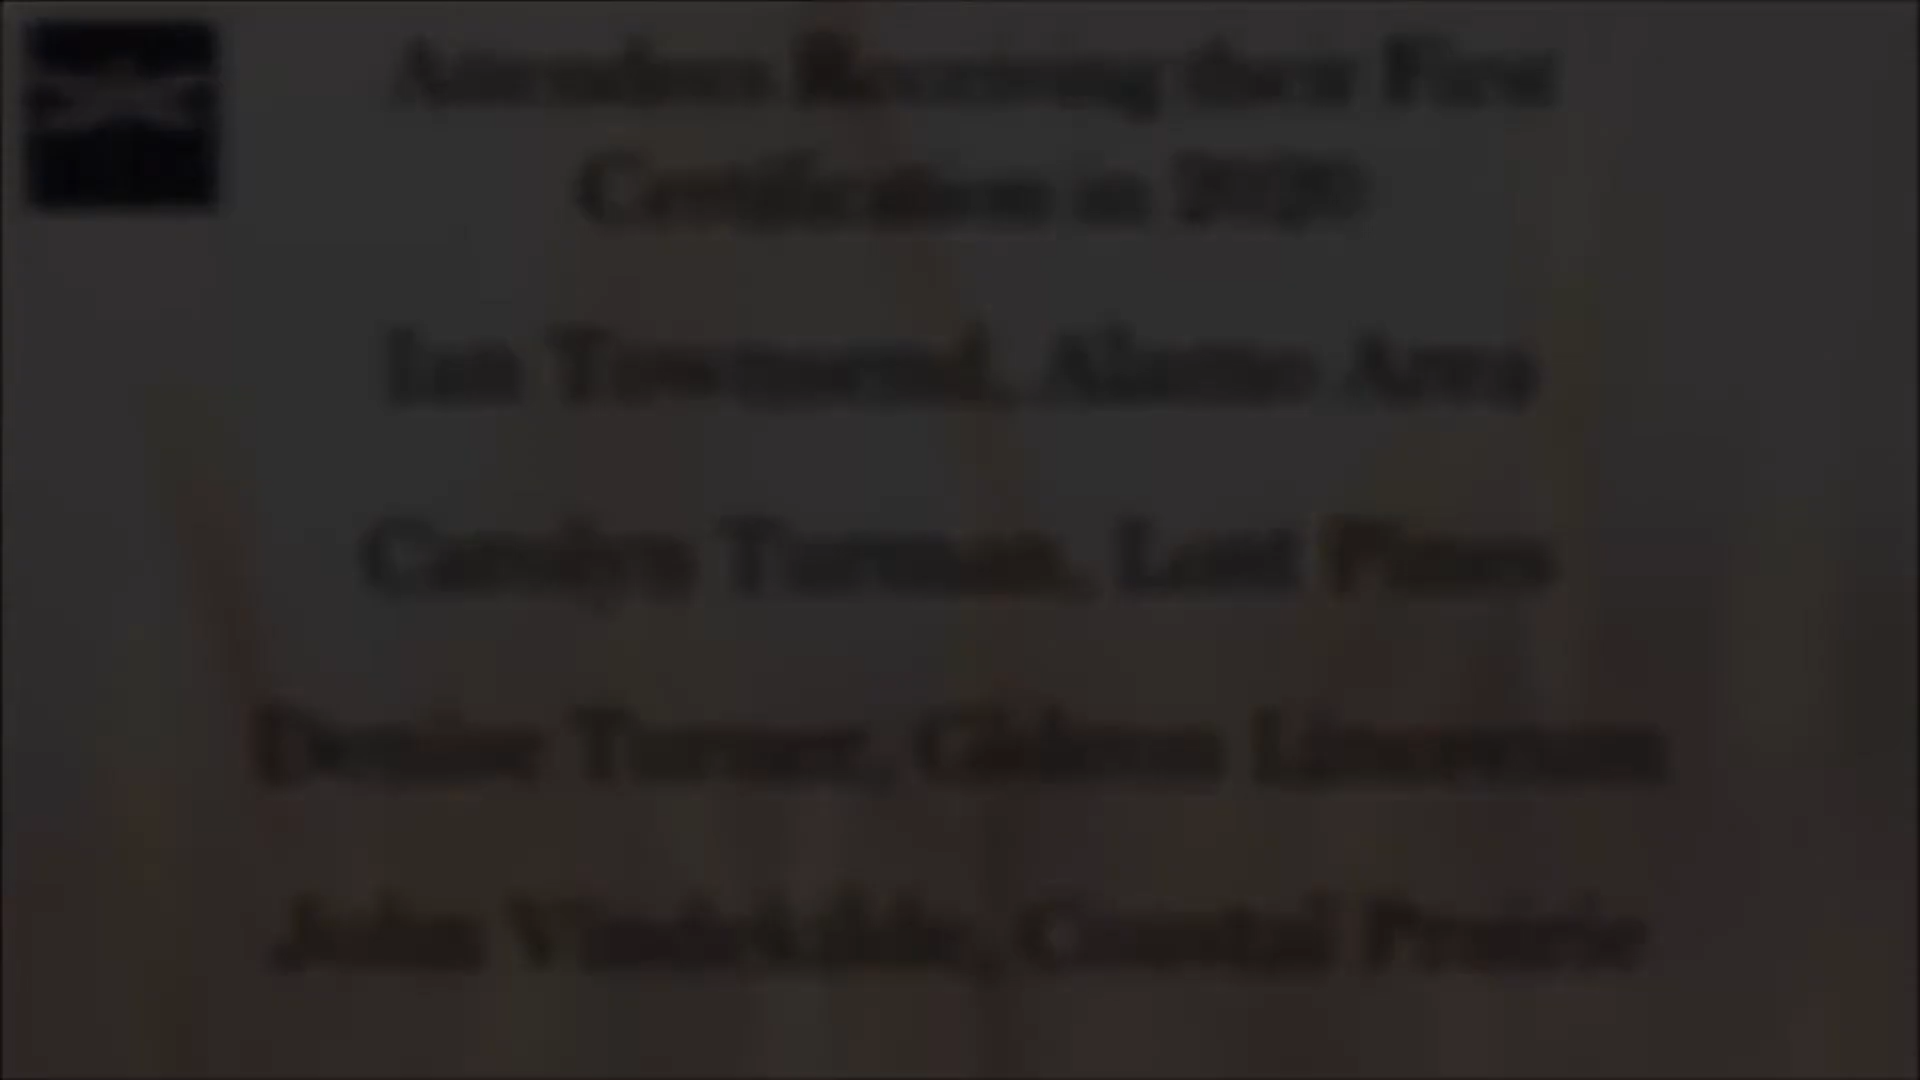 Attendees Receiving their First
Certification in 2020
Ian Townsend, Alamo Area
Carolyn Turman, Lost Pines
Denise Turner, Gideon Lincecum
John Coastal Prairie